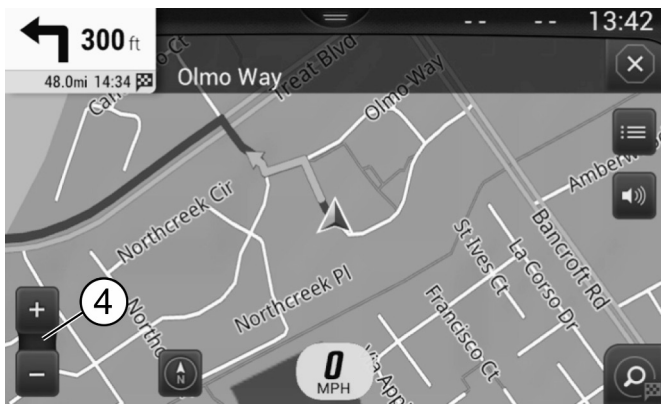 300 ft
-- -- 13:42
48.0mi 14:34
Olmo Way
Treat Blvd
Olmo Way
Northcreek Cir
Northcreek Pl
St Ives Ct
La Corso Dr
Bancroft Rd
Francisco Ct
4
+
−
N
0
MPH